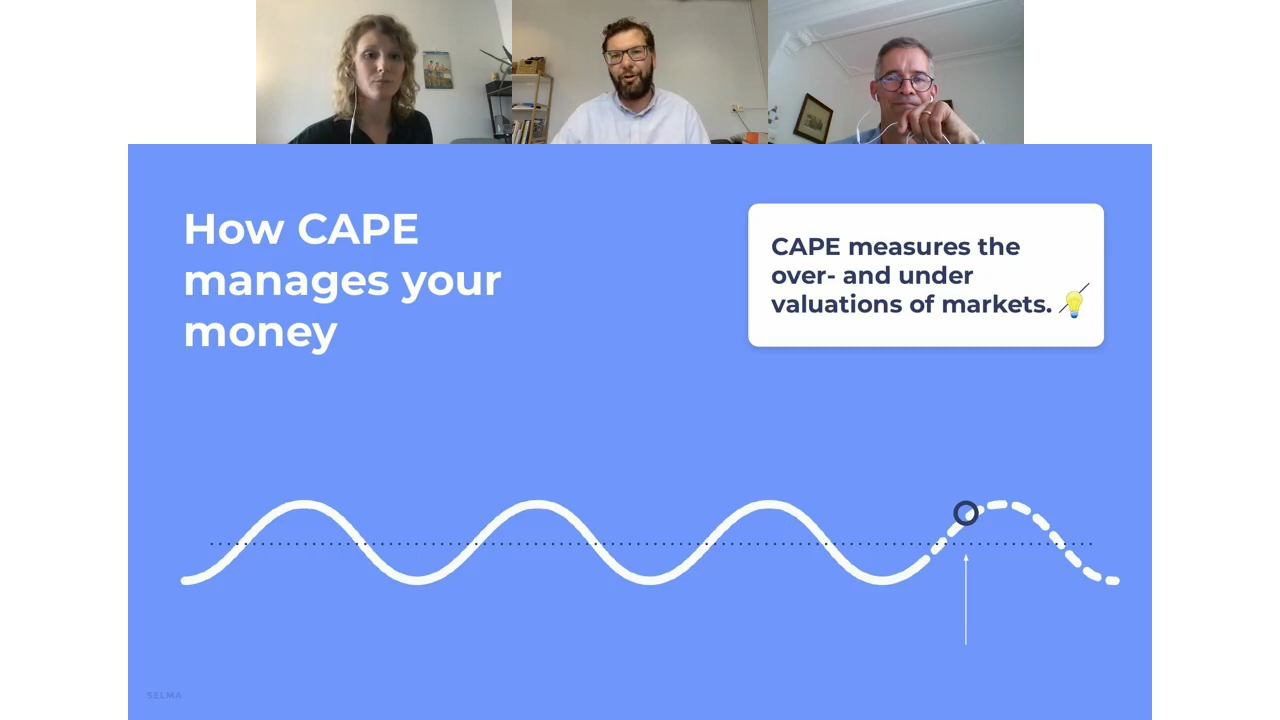 How CAPE
manages your
money
CAPE measures the
over- and under
valuations of markets.
SELMA